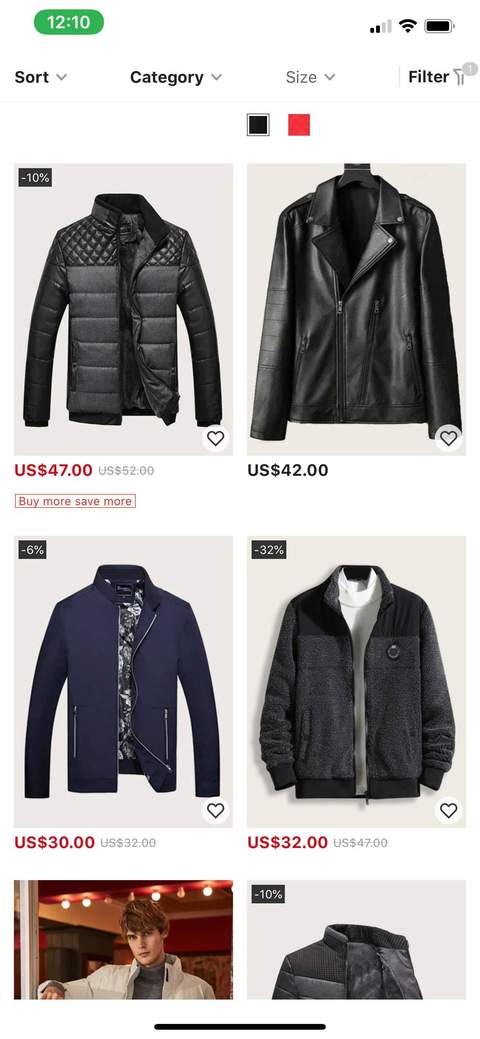 12:10
Sort Category Size Filter 1
-10%
US$47.00 US$52.00
US$42.00
Buy more save more
-6%
-32%
US$30.00 US$32.00
US$32.00 US$47.00
-10%